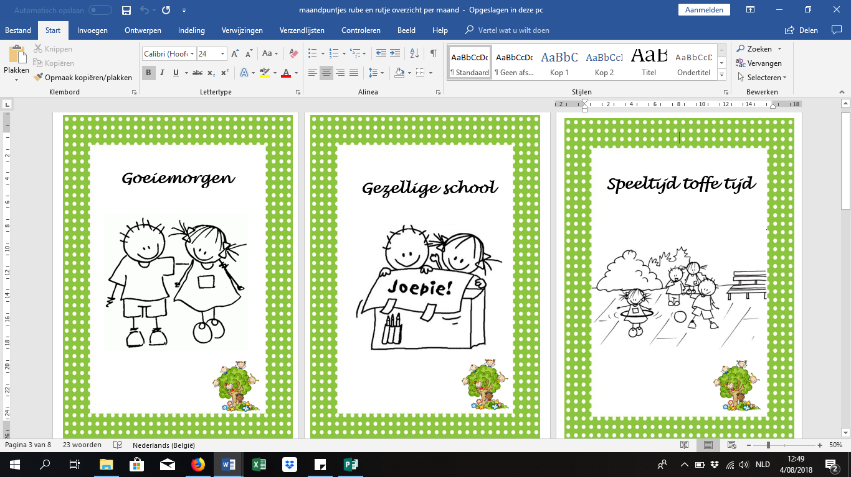 Automatisch opslaan
maandpuntjes rube en rutje overzicht per maand - Opgeslagen in deze pc
Aanmelden
Bestand Start Invoegen Ontwerpen Indeling Verwijzingen Verzendlijsten Controleren Beeld Help Vertel wat u wilt doen Delen
Plakken
Knippen
Kopiëren
Opmaak kopiëren/plakken
Klembord
Calibri (Hoof 24
Lettertype
Alinea
AaBbCcDc AaBbCcDc AaBbC AaBbCcl AaB AaBbCcD
¶ Standaard ¶ Geen afs... Kop 1 Kop 2 Titel Ondertitel
Stijlen
Zoeken
Vervangen
Selecteren
Bewerken
Goeiemorgen
Gezellige school
Joepie!
Speeltijd toffe tijd
Pagina 3 van 8 23 woorden Nederlands (België) 50%
NLD
12:49
4/08/2018